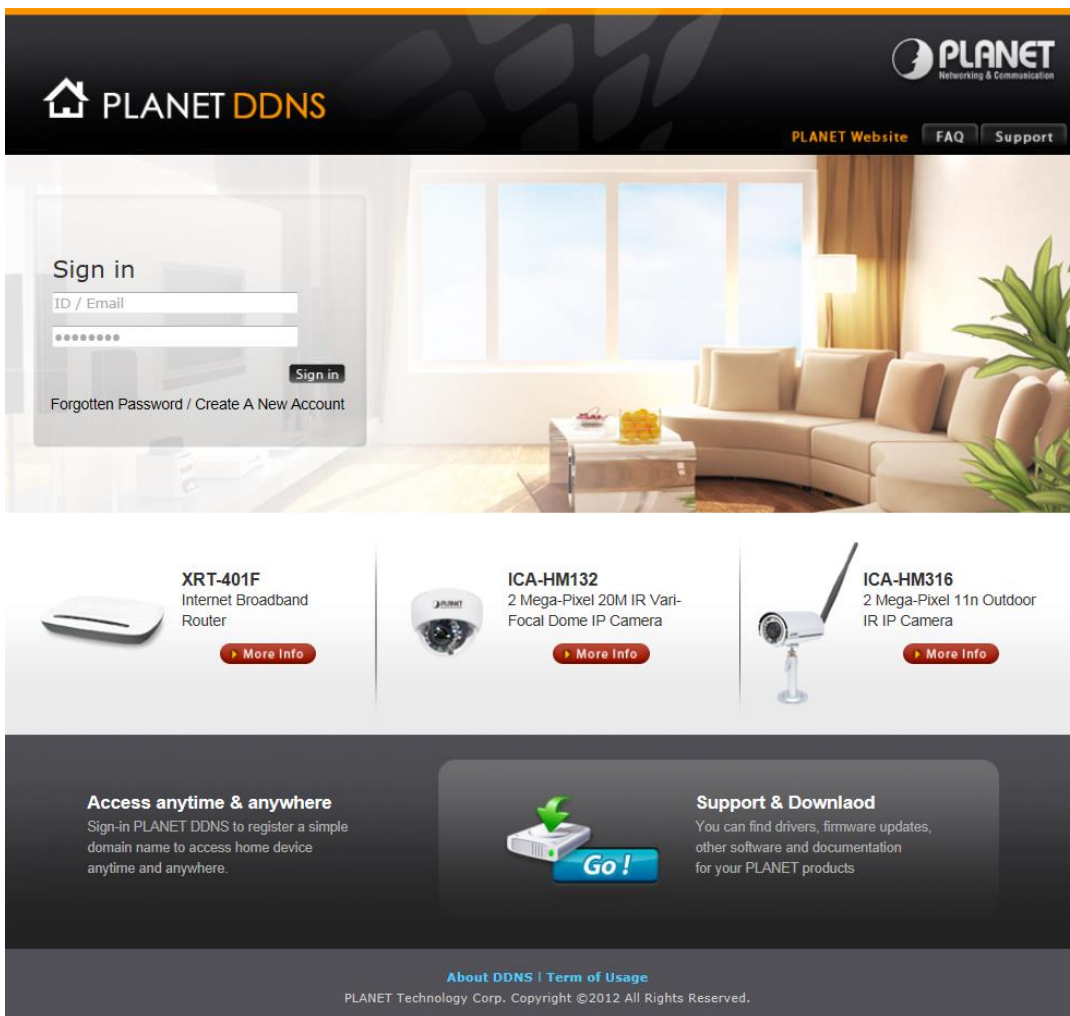 PLANET
Networking & Communication
PLANET DDNS
PLANET Website FAQ Support
Sign in
ID / Email
Sign in
Forgotten Password / Create A New Account
XRT-401F
Internet Broadband
Router
More Info
PLANET
ICA-HM132
2 Mega-Pixel 20M IR Vari-
Focal Dome IP Camera
More Info
ICA-HM316
2 Mega-Pixel 11n Outdoor
IR IP Camera
More Info
Access anytime & anywhere
Sign-in PLANET DDNS to register a simple
domain name to access home device
anytime and anywhere.
Go !
Support & Downlaod
You can find drivers, firmware updates,
other software and documentation
for your PLANET products
About DDNS | Term of Usage
PLANET Technology Corp. Copyright ©2012 All Rights Reserved.